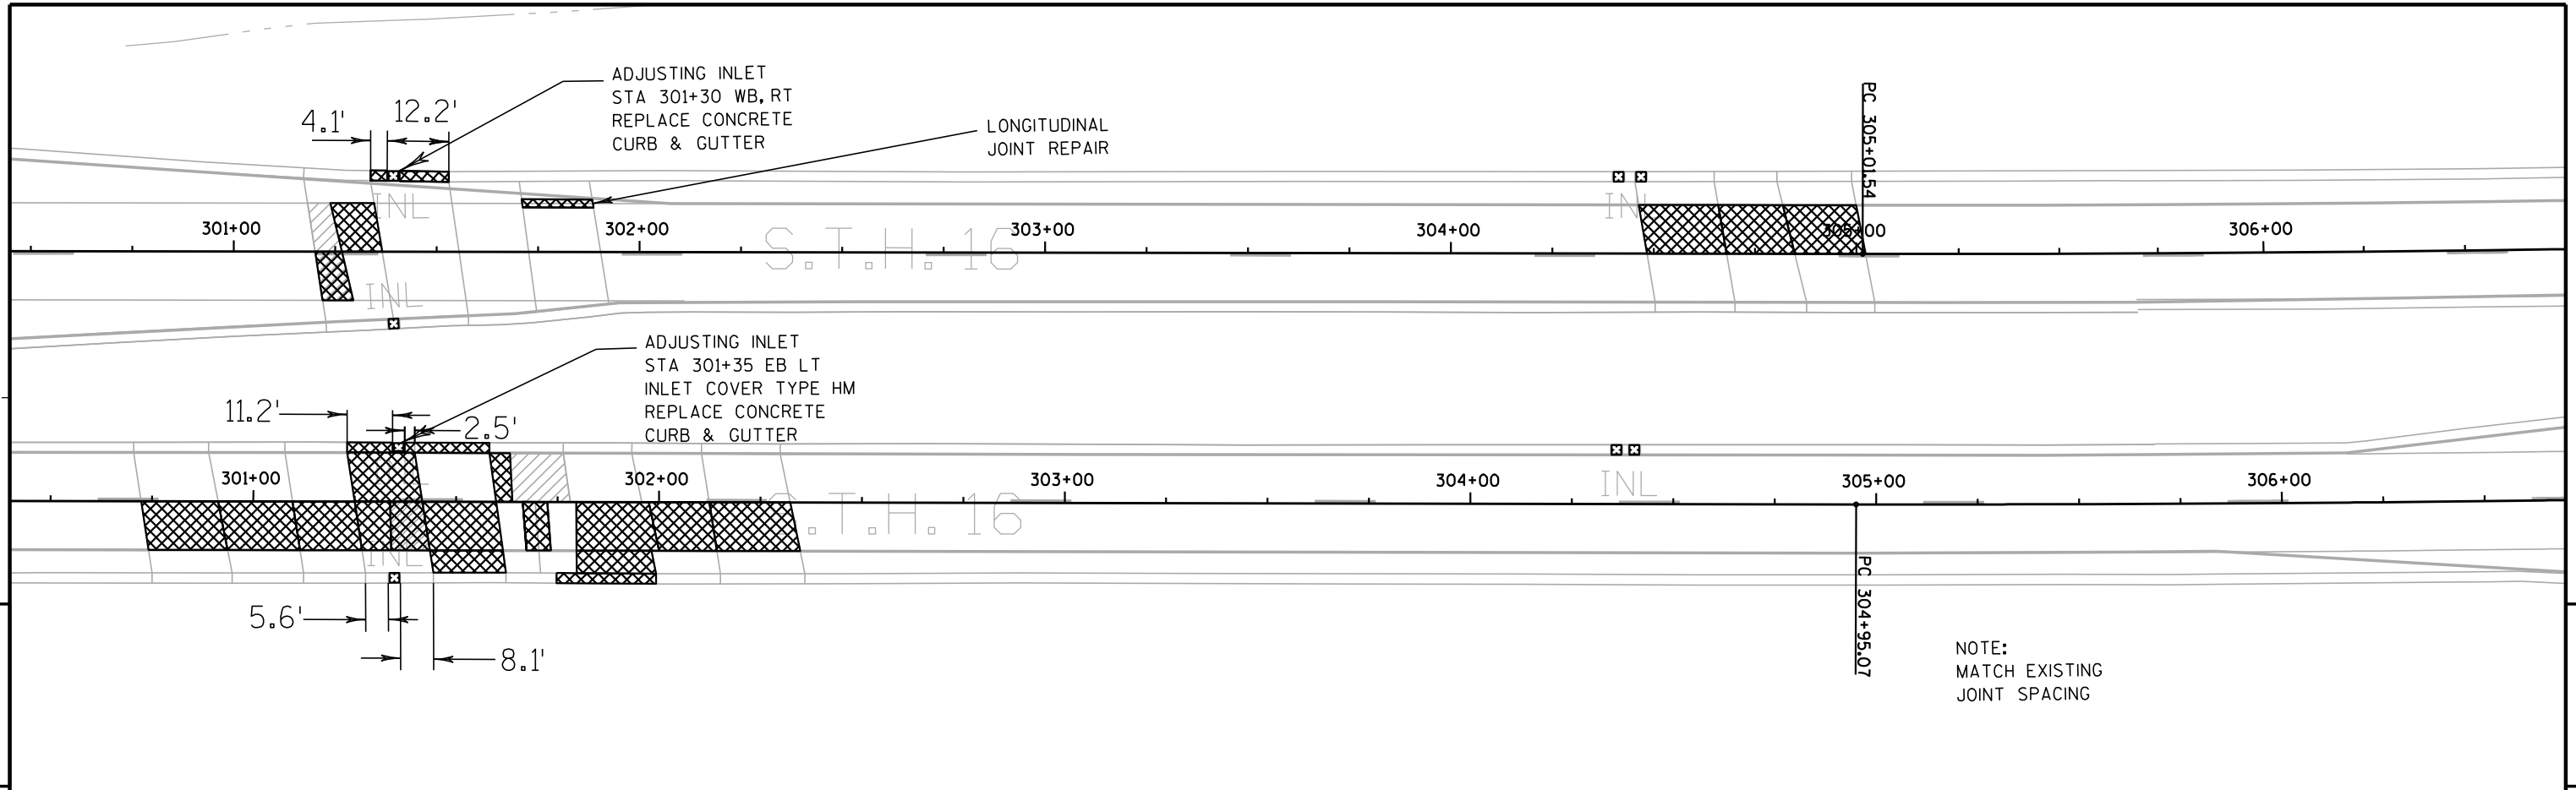 ADJUSTING INLET
STA 301+30 WB, RT
REPLACE CONCRETE
CURB & GUTTER
4.1'
12.2'
LONGITUDINAL
JOINT REPAIR
PC 305+01.54
INL
INL
301+00
302+00
S.T.H. 16
303+00
304+00
305+00
306+00
INL
ADJUSTING INLET
STA 301+35 EB LT
INLET COVER TYPE HM
REPLACE CONCRETE
CURB & GUTTER
11.2'
2.5'
301+00
302+00
303+00
304+00
INL
305+00
306+00
.T.H. 16
INL
PC 304+95.07
5.6'
8.1'
NOTE:
MATCH EXISTING
JOINT SPACING